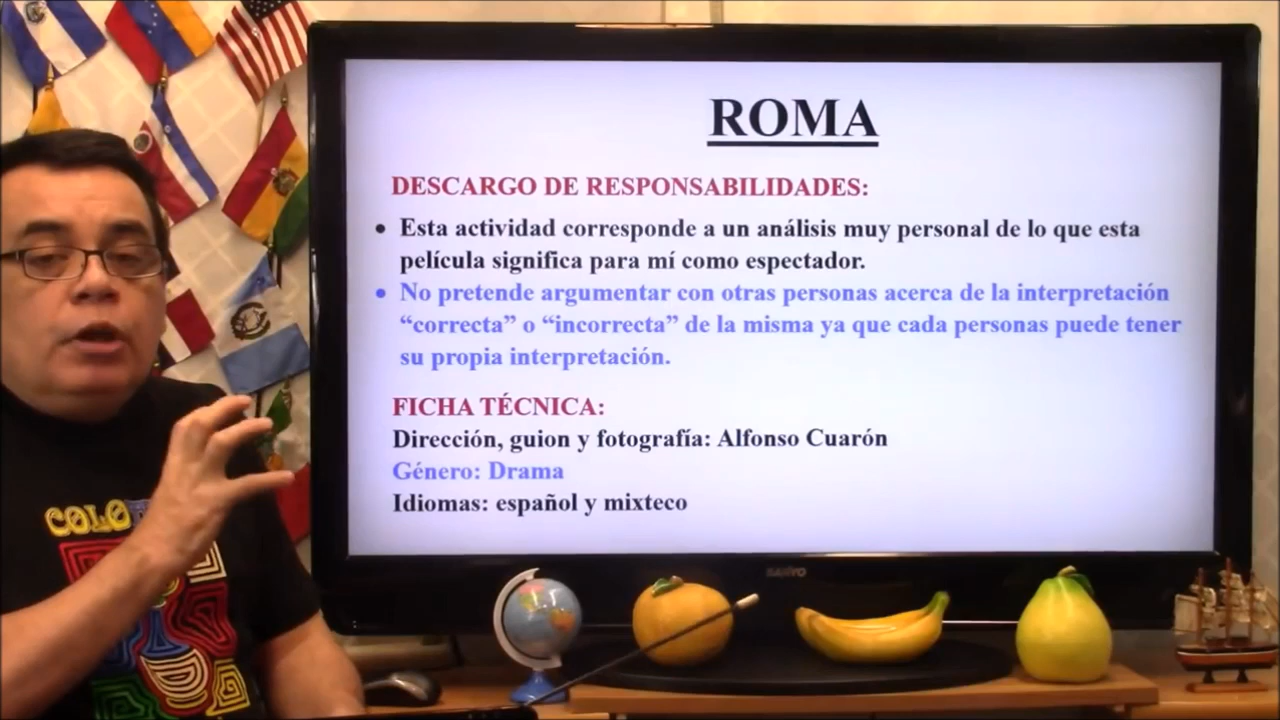 ROMA
DESCARGO DE RESPONSABILIDADES:
• Esta actividad corresponde a un análisis muy personal de lo que esta
película significa para mí como espectador.
• No pretende argumentar con otras personas acerca de la interpretación
“correcta” o “incorrecta” de la misma ya que cada personas puede tener
su propia interpretación.
FICHA TÉCNICA:
Dirección, guion y fotografía: Alfonso Cuarón
Género: Drama
Idiomas: español y mixteco
SANYO
COLO